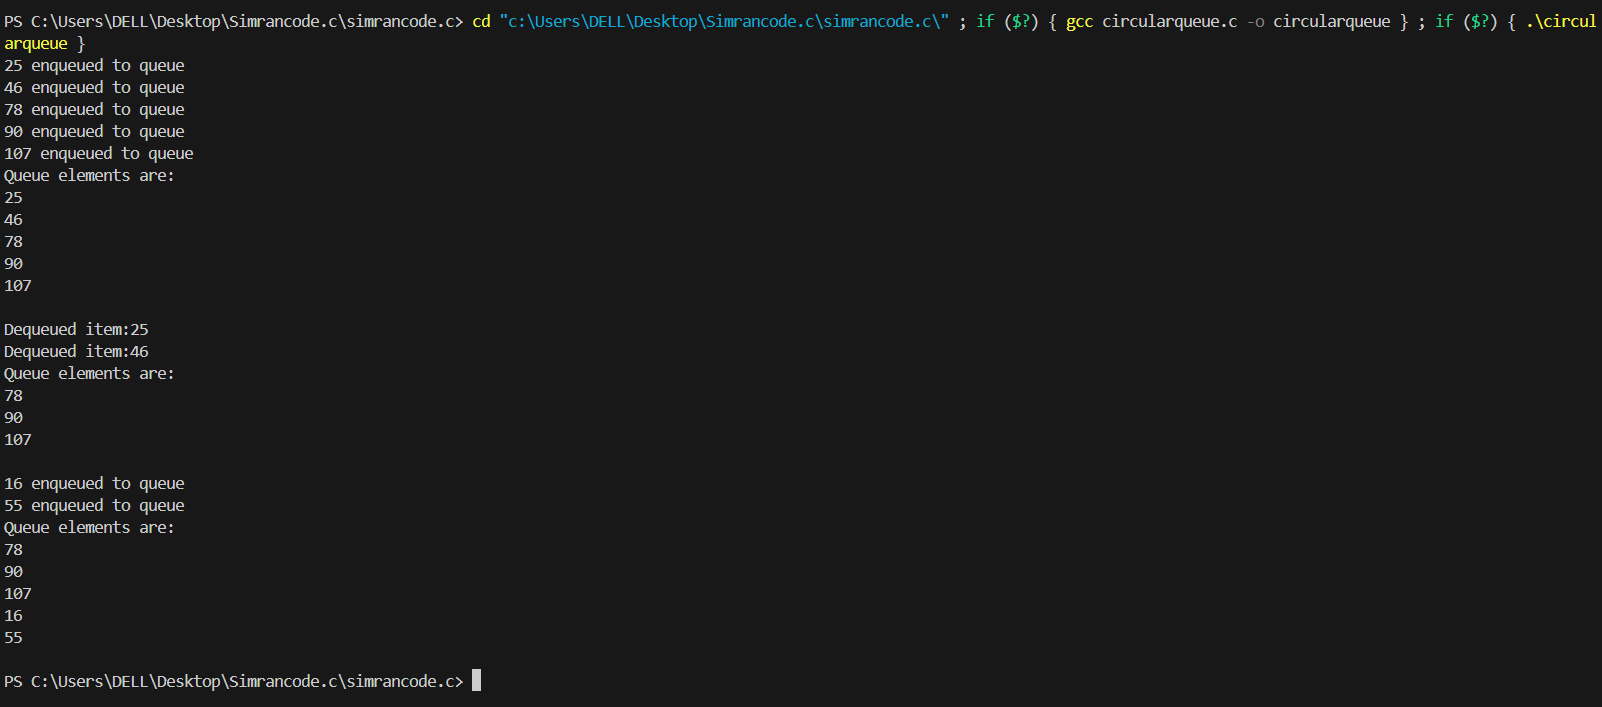 PS C:\Users\DELL\Desktop\Simrancode.c\simrancode.c> cd "c:\Users\DELL\Desktop\Simrancode.c\simrancode.c\" ; if ($?) { gcc circularqueue.c -o circularqueue } ; if ($?) { .\circul
arqueue }
25 enqueued to queue
46 enqueued to queue
78 enqueued to queue
90 enqueued to queue
107 enqueued to queue
Queue elements are:
25
46
78
90
107

Dequeued item:25
Dequeued item:46
Queue elements are:
78
90
107

16 enqueued to queue
55 enqueued to queue
Queue elements are:
78
90
107
16
55

PS C:\Users\DELL\Desktop\Simrancode.c\simrancode.c>